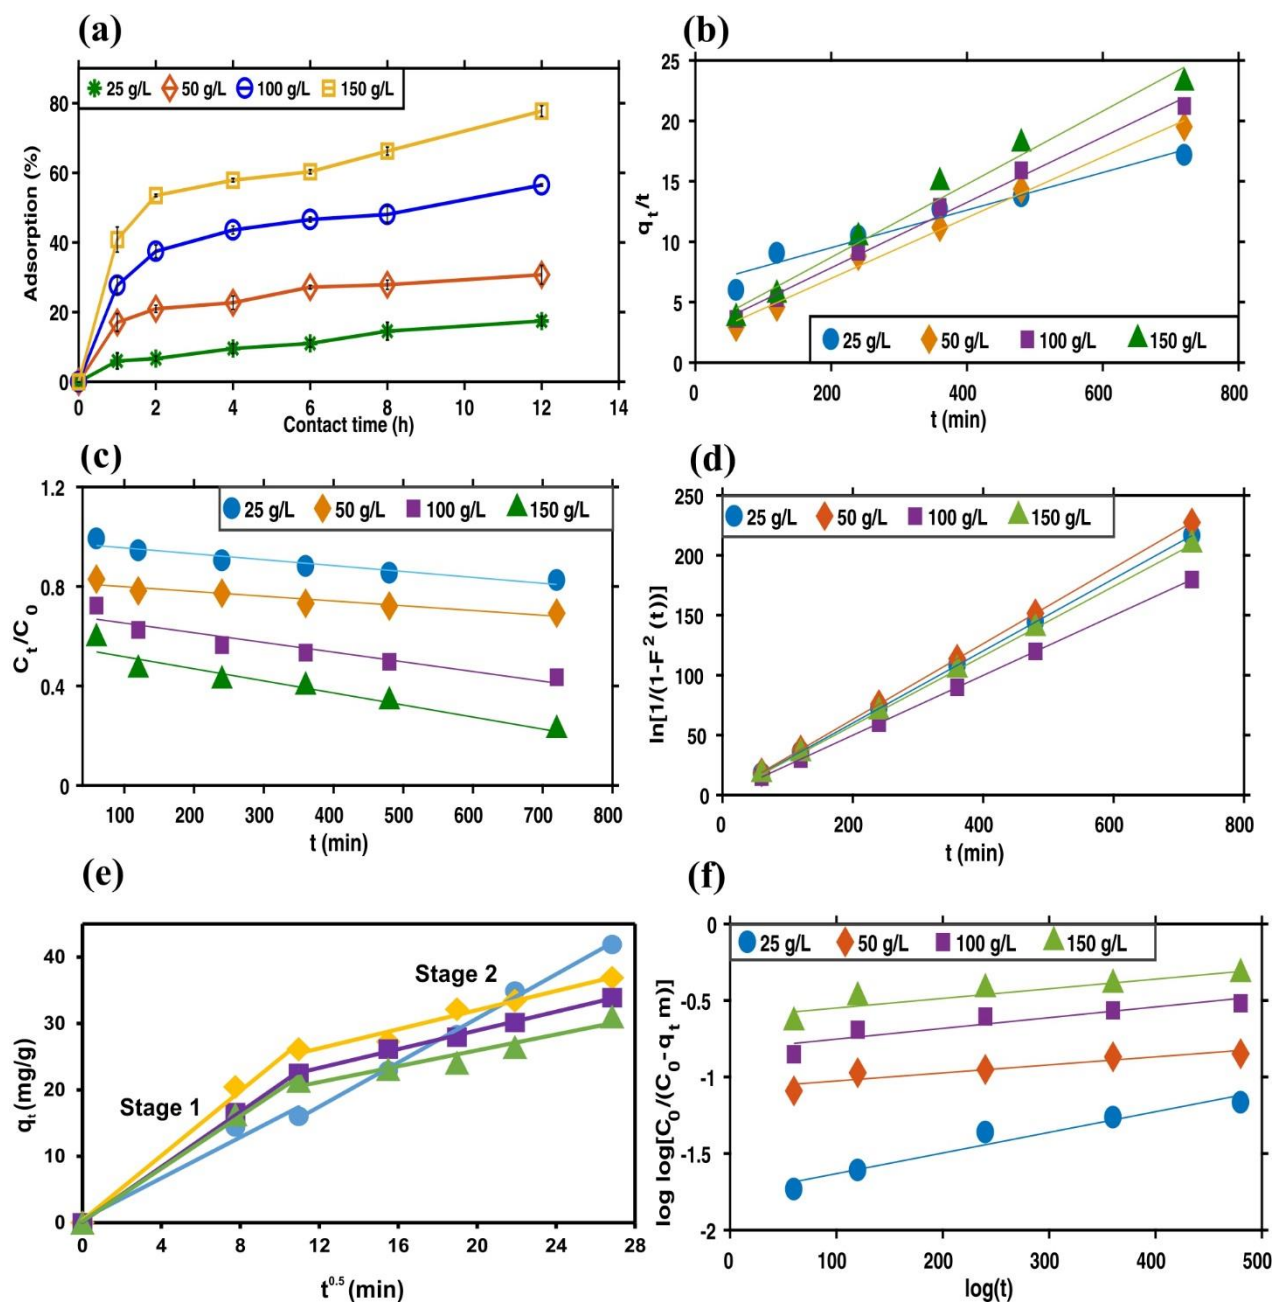 (a)
25 g/L 50 g/L 100 g/L 150 g/L
Adsorption (%)
80
60
40
20
0
0 2 4 6 8 10 12 14
Contact time (h)
(b)
q_t/t
25
20
15
10
5
0
25 g/L 50 g/L 100 g/L 150 g/L
200 400 600 800
t (min)
(c)
25 g/L 50 g/L 100 g/L 150 g/L
C_t/C_0
1.2
0.8
0.4
0
100 200 300 400 500 600 700 800
t (min)
(d)
25 g/L 50 g/L 100 g/L 150 g/L
ln[1/(1-F² (t))]
250
200
150
100
50
0
0 200 400 600 800
t (min)
(e)
q_t (mg/g)
40
30
20
10
0
Stage 2
Stage 1
0 4 8 12 16 20 24 28
t^0.5 (min)
(f)
25 g/L 50 g/L 100 g/L 150 g/L
log log[C_0/(C_0-q_t m)]
0
-0.5
-1
-1.5
-2
0 100 200 300 400 500
log(t)